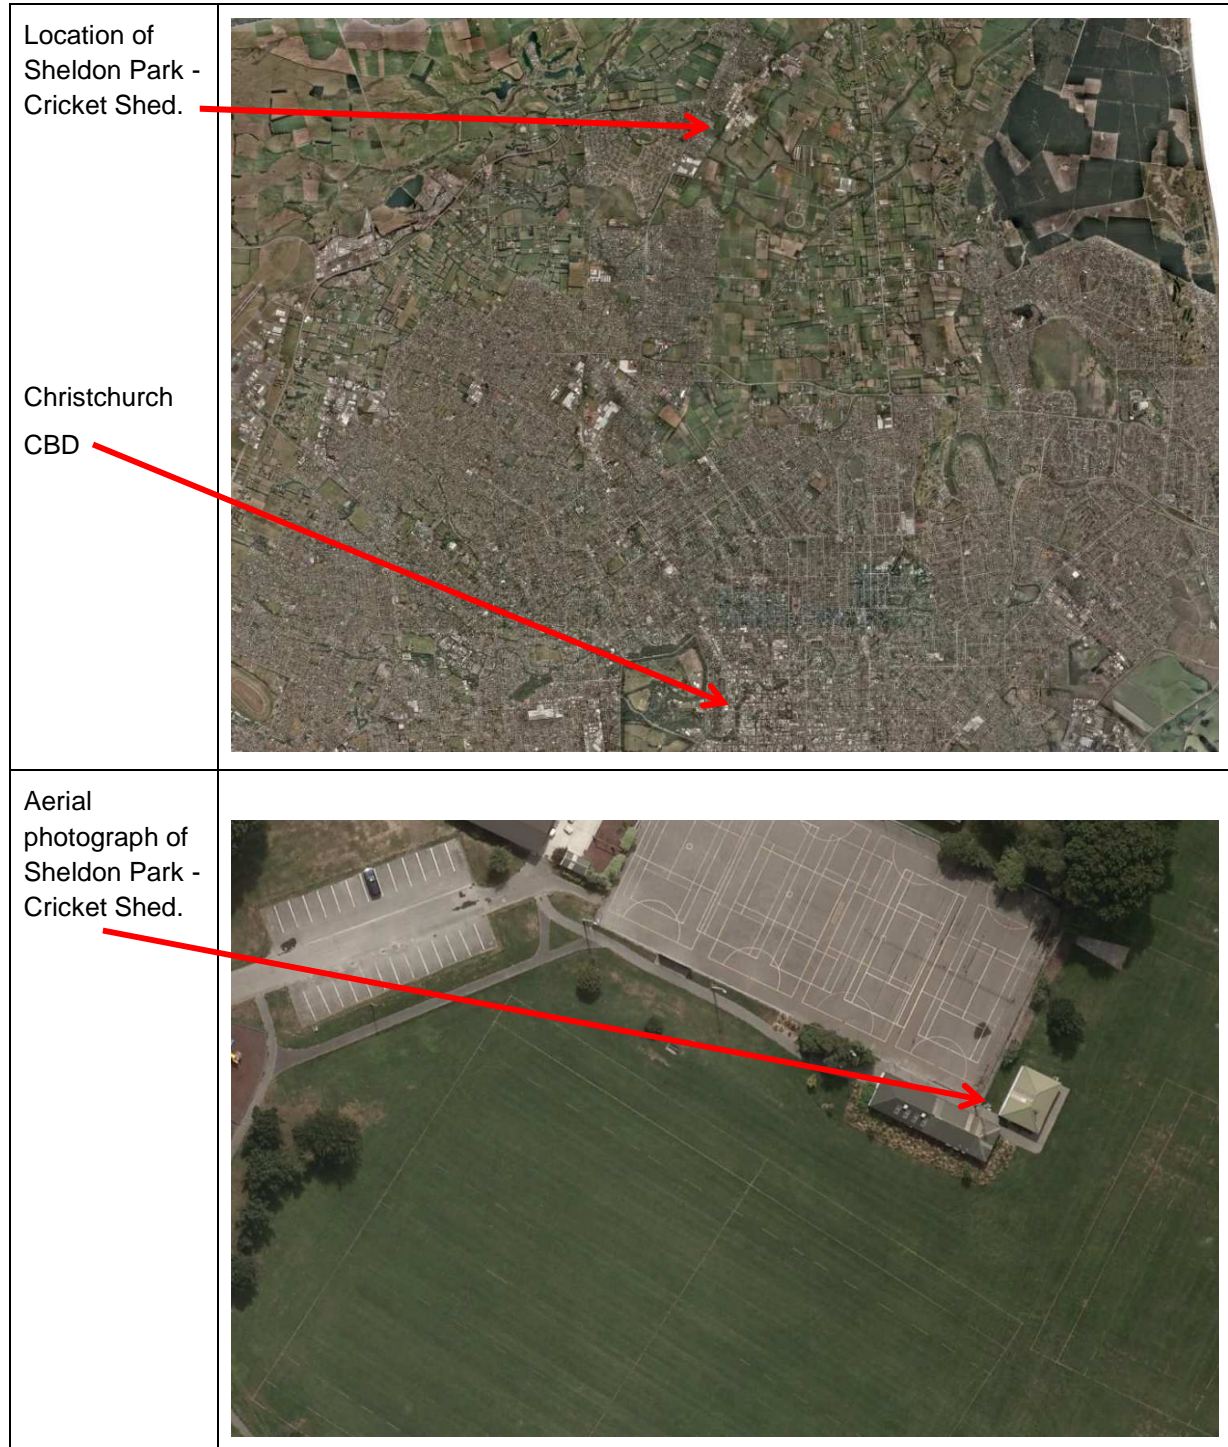 Location of
Sheldon Park -
Cricket Shed.
Christchurch
CBD
Aerial
photograph of
Sheldon Park -
Cricket Shed.